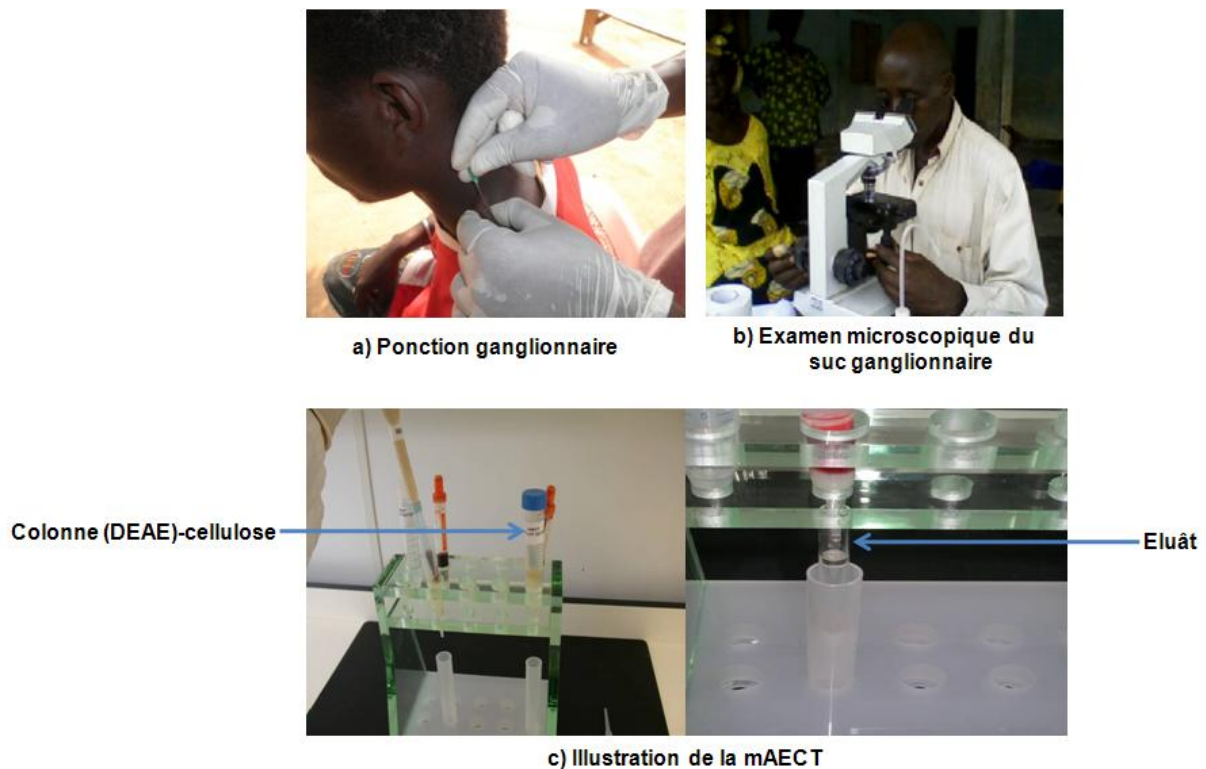 a) Ponction ganglionnaire
b) Examen microscopique du
suc ganglionnaire
Colonne (DEAE)-cellulose
Eluât
c) Illustration de la mAECT